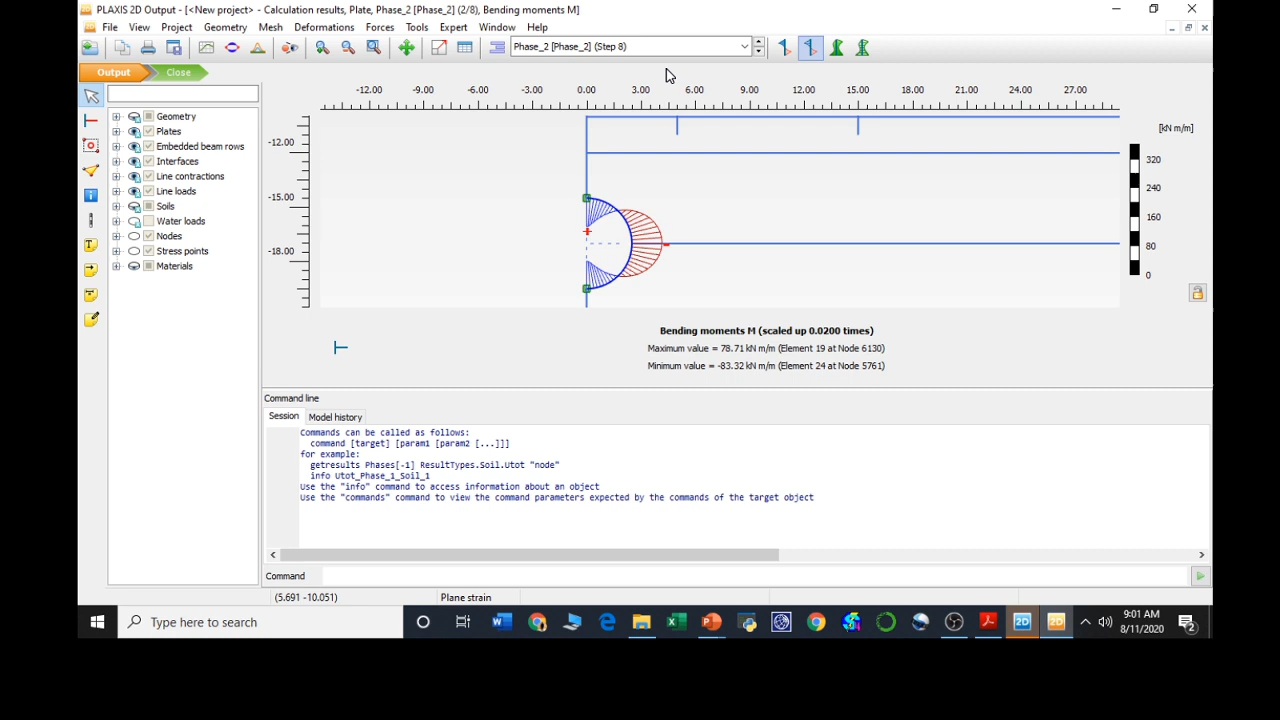 PLAXIS 2D Output - [<New project> - Calculation results, Plate, Phase_2 [Phase_2] (2/8), Bending moments M]
File View Project Geometry Mesh Deformations Forces Tools Expert Window Help
Phase_2 [Phase_2] (Step 8)
Output Close
-12.00 -9.00 -6.00 -3.00 0.00 3.00 6.00 9.00 12.00 15.00 18.00 21.00 24.00 27.00
Geometry
Plates
Embedded beam rows
Interfaces
Line contractions
Line loads
Soils
Water loads
Nodes
Stress points
Materials
-12.00
-15.00
-18.00
[kN m/m]
320
240
160
80
0
Bending moments M (scaled up 0.0200 times)
Maximum value = 78.71 kN m/m (Element 19 at Node 6130)
Minimum value = -83.32 kN m/m (Element 24 at Node 5761)
Command line
Session Model history
Commands can be called as follows:
command [target] [param1 [param2 [...]]]
for example:
getresults Phases[-1] ResultTypes.Soil.Utot "node"
info Utot_Phase_1_Soil_1
Use the "info" command to access information about an object
Use the "commands" command to view the command parameters expected by the commands of the target object
Command
(5.691 -10.051) Plane strain
Type here to search
2D 2D
9:01 AM
8/11/2020
2